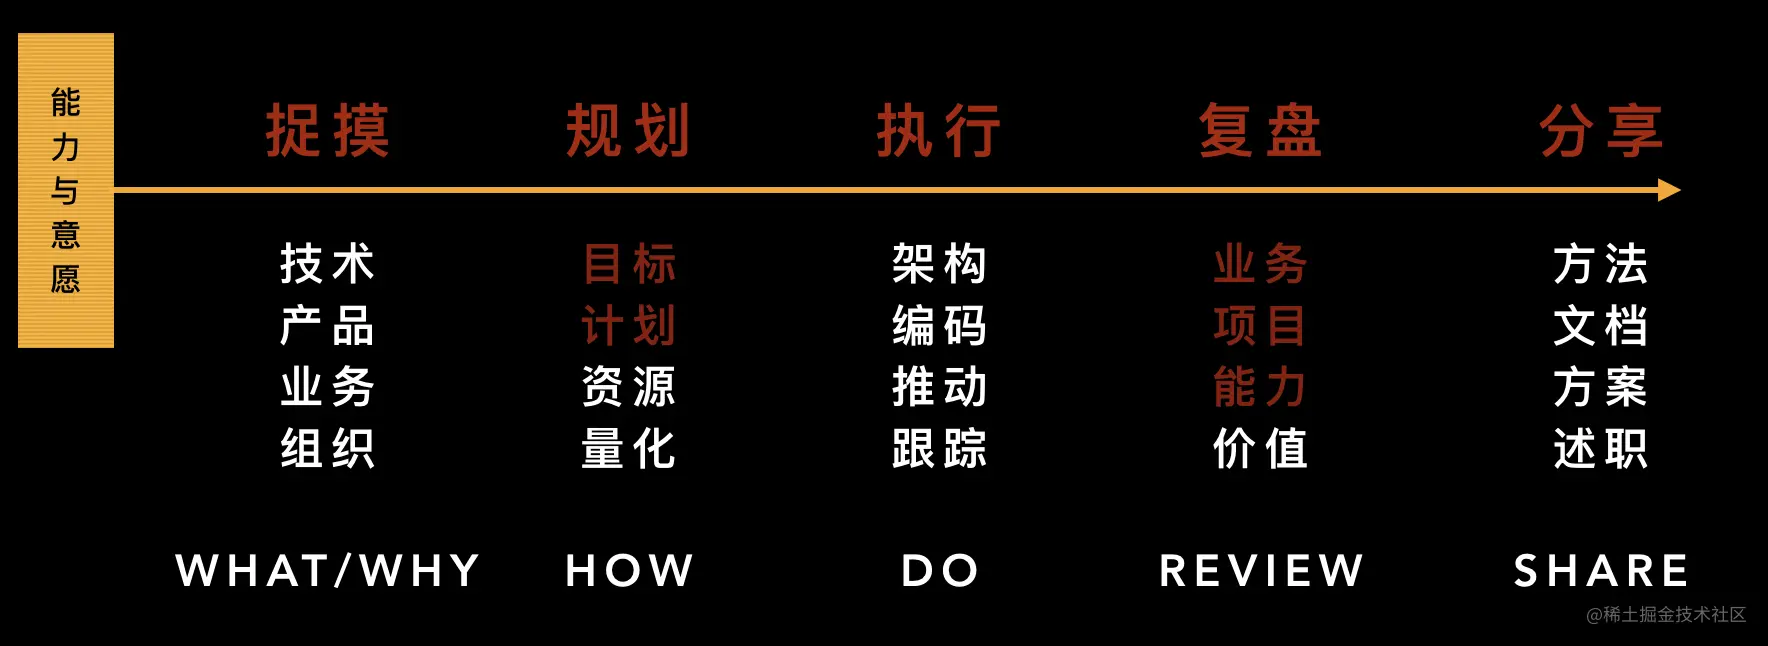 能力与意愿
捉摸 规划 执行 复盘 分享
技术 目标 架构 业务 方法
产品 计划 编码 项目 文档
业务 资源 推动 能力 方案
组织 量化 跟踪 价值 述职
WHAT/WHY HOW DO REVIEW SHARE
@稀土掘金技术社区